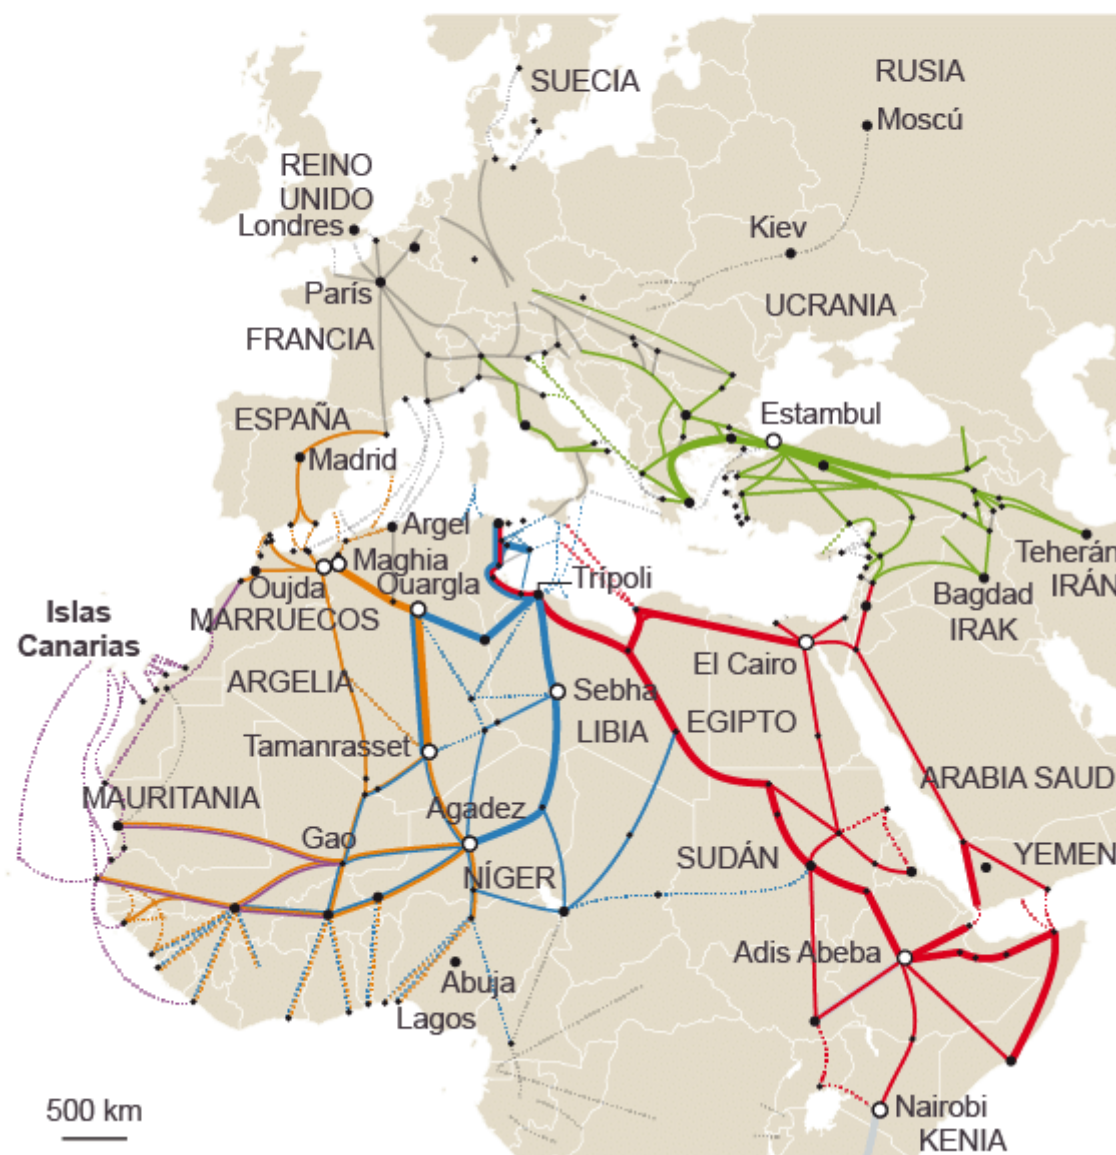 SUECIA
RUSIA
Moscú
REINO
UNIDO
Londres
Kiev
París
UCRANIA
FRANCIA
ESPAÑA
Estambul
Madrid
Argel
Maghia
Oujda
Ouargla
Trípoli
Teherán
IRÁN
Bagdad
IRAK
Islas
Canarias
MARRUECOS
El Cairo
ARGELIA
Sebha
LIBIA
EGIPTO
Tamanrasset
ARABIA SAUD
MAURITANIA
Agadez
Gao
NÍGER
SUDÁN
YEMEN
Adis Abeba
Abuja
Lagos
500 km
Nairobi
KENIA